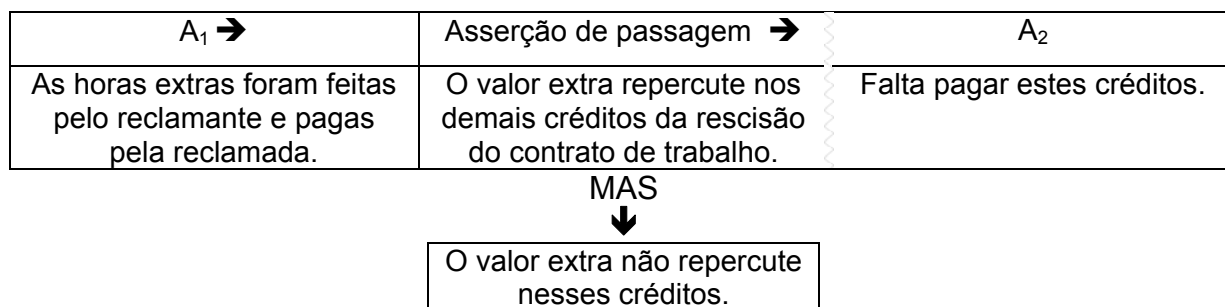 A₁ ➔ Asserção de passagem ➔ A₂
As horas extras foram feitas pelo reclamante e pagas pela reclamada.
O valor extra repercute nos demais créditos da rescisão do contrato de trabalho.
Falta pagar estes créditos.
MAS
🡳
O valor extra não repercute
nesses créditos.